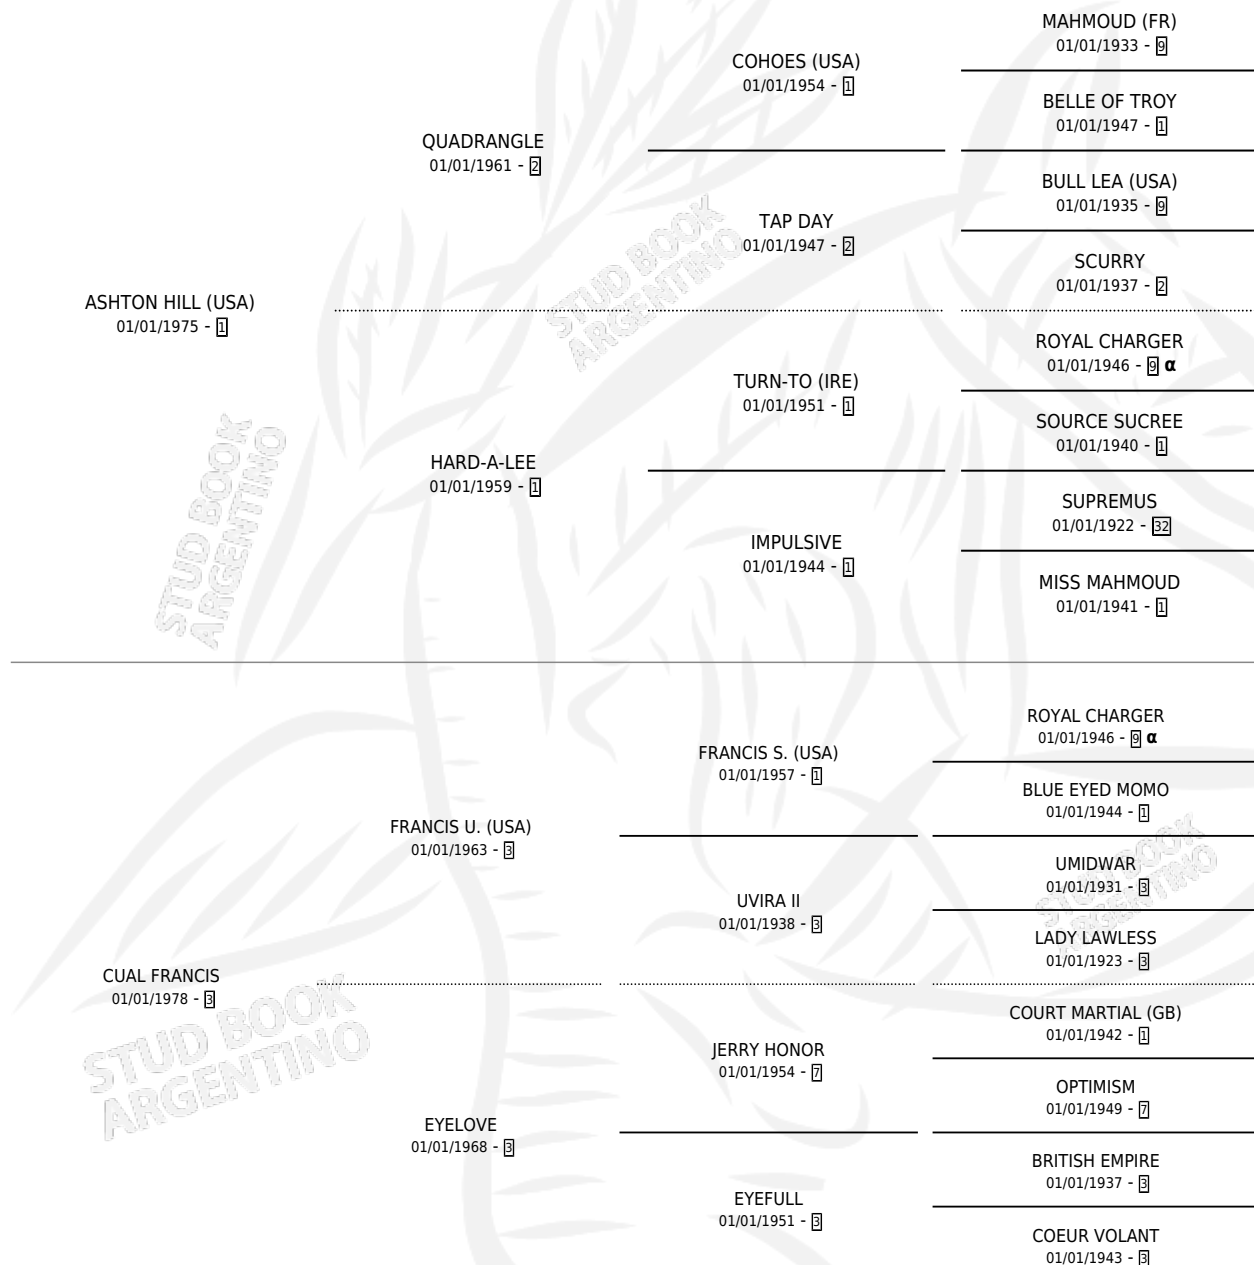 MAHMOUD (FR)
01/01/1933 - 9
COHOES (USA)
01/01/1954 - 1
BELLE OF TROY
01/01/1947 - 1
QUADRANGLE
01/01/1961 - 2
BULL LEA (USA)
01/01/1935 - 9
TAP DAY
01/01/1947 - 2
SCURRY
01/01/1937 - 2
ASHTON HILL (USA)
01/01/1975 - 1
ROYAL CHARGER
01/01/1946 - 9 α
TURN-TO (IRE)
01/01/1951 - 1
SOURCE SUCREE
01/01/1940 - 1
HARD-A-LEE
01/01/1959 - 1
SUPREMUS
01/01/1922 - 32
IMPULSIVE
01/01/1944 - 1
MISS MAHMOUD
01/01/1941 - 1
ROYAL CHARGER
01/01/1946 - 9 α
FRANCIS S. (USA)
01/01/1957 - 1
BLUE EYED MOMO
01/01/1944 - 1
FRANCIS U. (USA)
01/01/1963 - 3
UMIDWAR
01/01/1931 - 3
UVIRA II
01/01/1938 - 3
LADY LAWLESS
01/01/1923 - 3
CUAL FRANCIS
01/01/1978 - 3
COURT MARTIAL (GB)
01/01/1942 - 1
JERRY HONOR
01/01/1954 - 7
OPTIMISM
01/01/1949 - 7
EYELOVE
01/01/1968 - 3
BRITISH EMPIRE
01/01/1937 - 3
EYEFULL
01/01/1951 - 3
COEUR VOLANT
01/01/1943 - 3
STUD BOOK
ARGENTINO
STUD BOOK
ARGENTINO
STUD BOOK
ARGENTINO
STUD BOOK
ARGENTINO